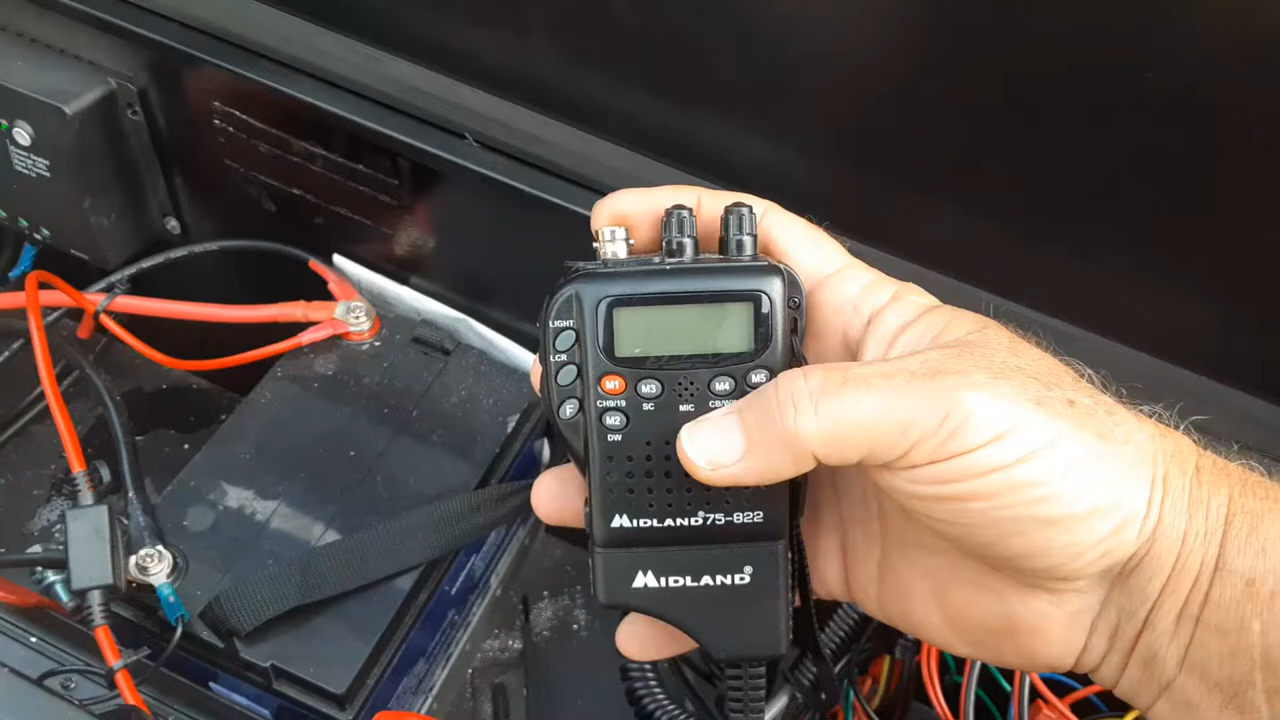 LIGHT
LCR
M1
M3
M4
M5
CH9/19
SC
MIC
F
M2
DW
MIDLAND® 75-822
MIDLAND®